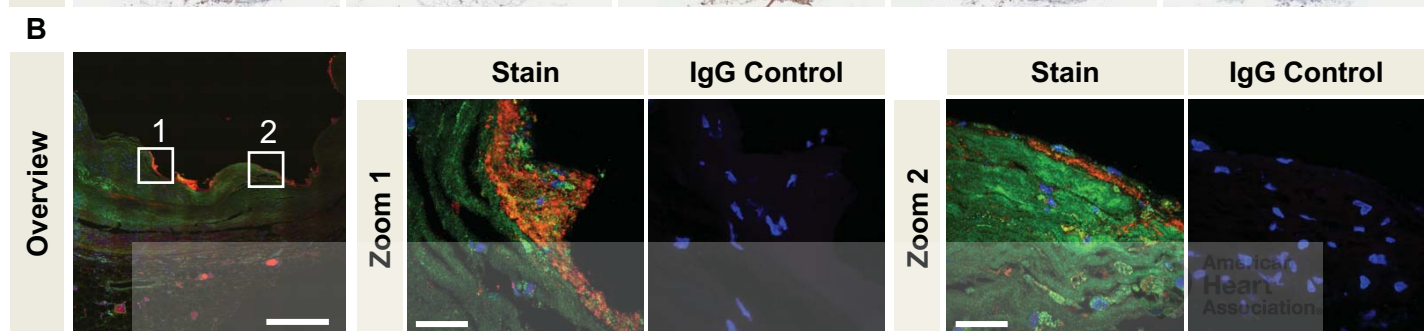 B
Stain
IgG Control
Stain
IgG Control
Overview
1
2
Zoom 1
Zoom 2
American
Heart
Association